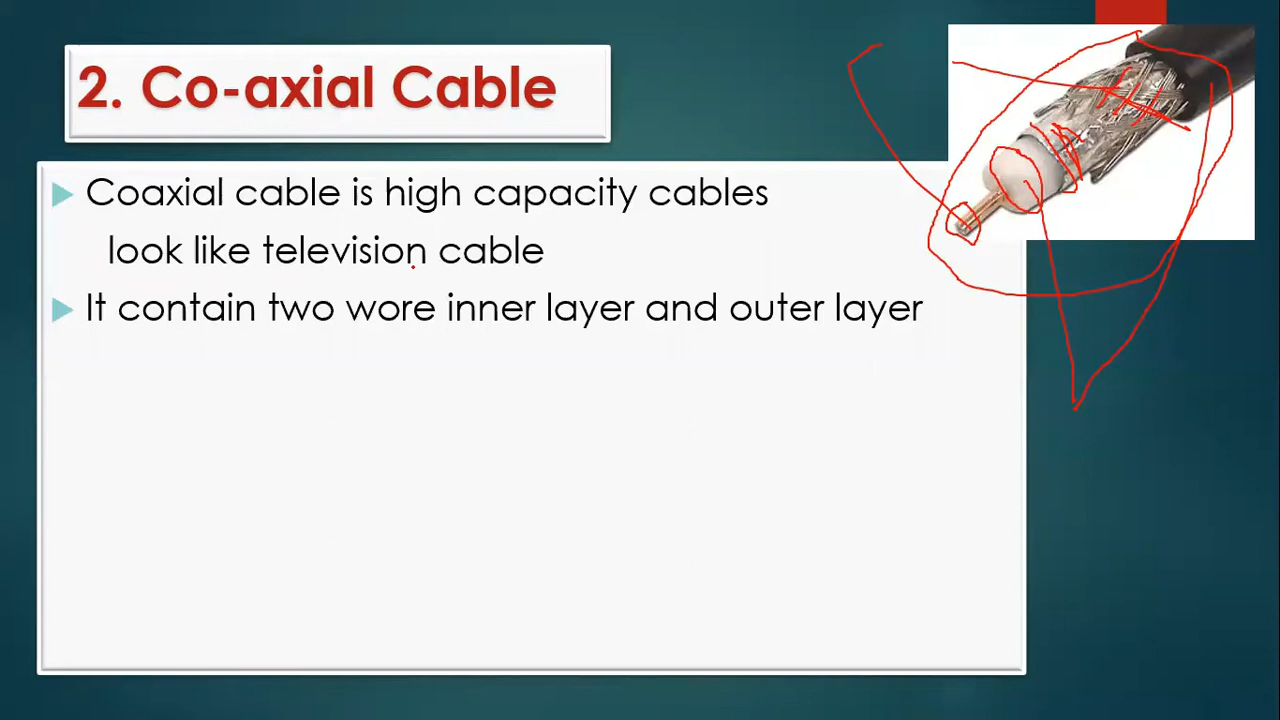 2. Co-axial Cable
Coaxial cable is high capacity cables
look like television cable
It contain two wore inner layer and outer layer